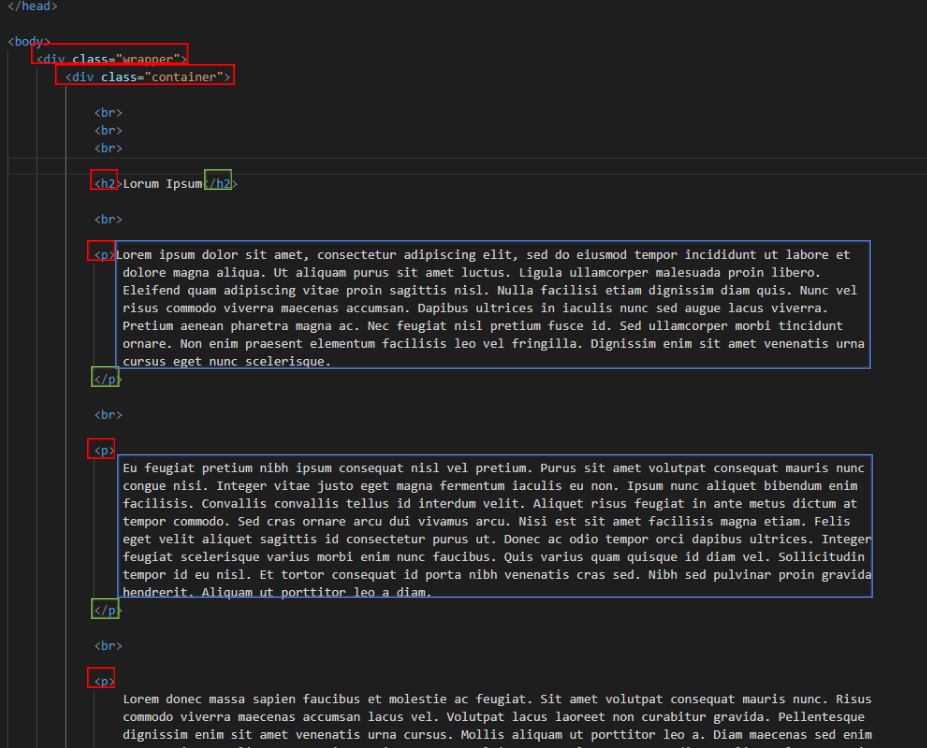 </head>
<body>
<div class="wrapper">
<div class="container">
<br>
<br>
<br>
<h2>Lorum Ipsum</h2>
<br>
<p>Lorem ipsum dolor sit amet, consectetur adipiscing elit, sed do eiusmod tempor incididunt ut labore et
dolore magna aliqua. Ut aliquam purus sit amet luctus. Ligula ullamcorper malesuada proin libero.
Eleifend quam adipiscing vitae proin sagittis nisl. Nulla facilisi etiam dignissim diam quis. Nunc vel
risus commodo viverra maecenas accumsan. Dapibus ultrices in iaculis nunc sed augue lacus viverra.
Pretium aenean pharetra magna ac. Nec feugiat nisl pretium fusce id. Sed ullamcorper morbi tincidunt
ornare. Non enim praesent elementum facilisis leo vel fringilla. Dignissim enim sit amet venenatis urna
cursus eget nunc scelerisque.
</p>
<br>
<p>
Eu feugiat pretium nibh ipsum consequat nisl vel pretium. Purus sit amet volutpat consequat mauris nunc
congue nisi. Integer vitae justo eget magna fermentum iaculis eu non. Ipsum nunc aliquet bibendum enim
facilisis. Convallis convallis tellus id interdum velit. Aliquet risus feugiat in ante metus dictum at
tempor commodo. Sed cras ornare arcu dui vivamus arcu. Nisi est sit amet facilisis magna etiam. Felis
eget velit aliquet sagittis id consectetur purus ut. Donec ac odio tempor orci dapibus ultrices. Integer
feugiat scelerisque varius morbi enim nunc faucibus. Quis varius quam quisque id diam vel. Sollicitudin
tempor id eu nisl. Et tortor consequat id porta nibh venenatis cras sed. Nibh sed pulvinar proin gravida
hendrerit. Aliquam ut porttitor leo a diam.
</p>
<br>
<p>
Lorem donec massa sapien faucibus et molestie ac feugiat. Sit amet volutpat consequat mauris nunc. Risus
commodo viverra maecenas accumsan lacus vel. Volutpat lacus laoreet non curabitur gravida. Pellentesque
dignissim enim sit amet venenatis urna cursus. Mollis aliquam ut porttitor leo a. Diam maecenas sed enim